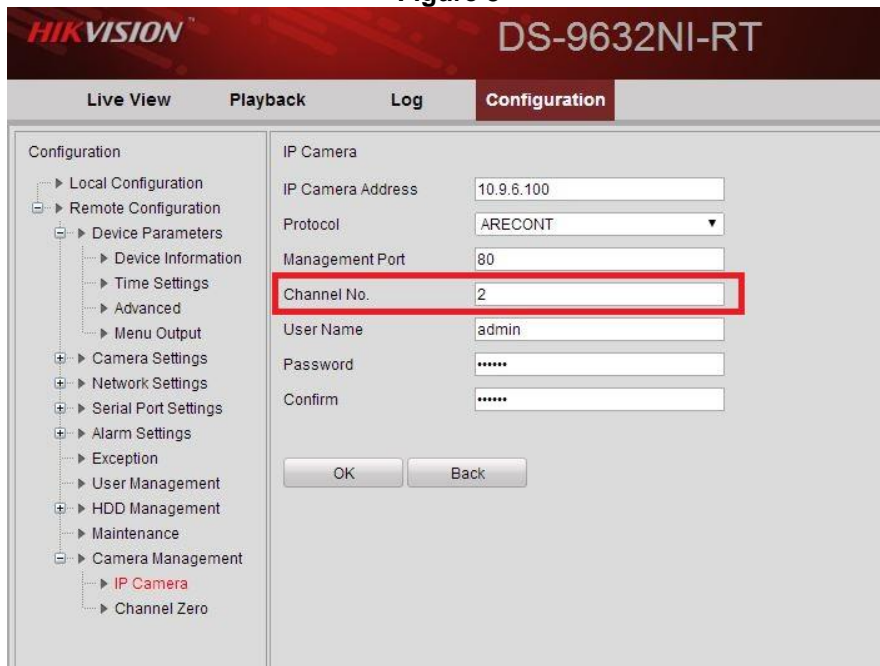 HIKVISION DS-9632NI-RT
Live View Playback Log Configuration
Configuration
Local Configuration
Remote Configuration
Device Parameters
Device Information
Time Settings
Advanced
Menu Output
Camera Settings
Network Settings
Serial Port Settings
Alarm Settings
Exception
User Management
HDD Management
Maintenance
Camera Management
IP Camera
Channel Zero
IP Camera
IP Camera Address 10.9.6.100
Protocol ARECONT
Management Port 80
Channel No. 2
User Name admin
Password ••••••
Confirm ••••••
OK Back